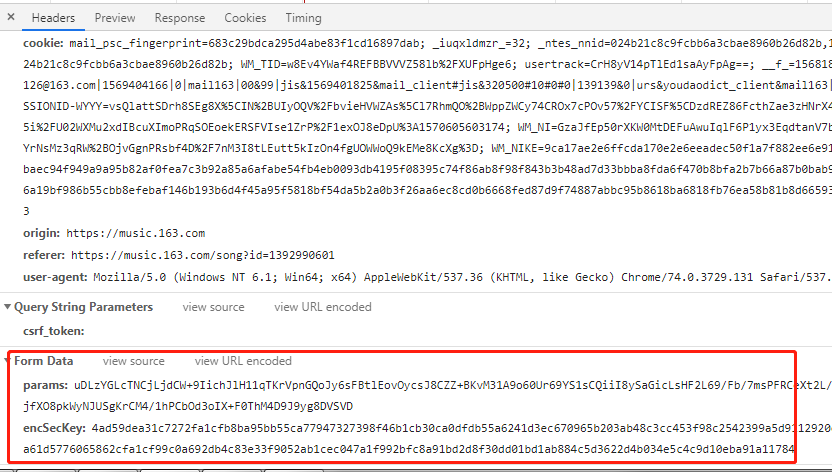 × Headers Preview Response Cookies Timing
cookie: mail_psc_fingerprint=683c29bdca295d4abe83f1cd16897dab; _iuqxldmzr_=32; _ntes_nnid=024b21c8c9fcbb6a3cbae8960b26d82b,1
24b21c8c9fcbb6a3cbae8960b26d82b; WM_TID=w8Ev4YWaf4REFBBVVVZ58lb%2FXUFpHge6; usertrack=CrH8yV14pTlEd1saAyFpAg==; __f_=156818
126@163.com|1569404166|0|mail163|00&99|jis&1569401825&mail_client#jis&320500#10#0#0|139139&0|urs&youdaodict_client&mail163|
SSIONID-WYYY=vsQlattSDrh8SEg8X%5CIN%2BUIyOQV%2FbvieHVWZAs%5Cl7RhmQO%2BWppZWCy74CROx7cPOv57%2FYCISF%5CDzdREZ86FcthZae3zHNrX4
5i%2FU02WXMu2xdIBcuXImoPRqSOEoekERSFVIse1ZrP%2F1exOJ8eDpU%3A1570605603174; WM_NI=GzaJfEp50rXKW0MtDEFuAwuIqlF6P1yx3EqdtanV7b
YrNsMz3qRW%2BOjvGgnPRsbf4D%2F7nM3I8tLEutt5kIzOn4fgUOWWoQ9kEMe8KcXg%3D; WM_NIKE=9ca17ae2e6ffcda170e2e6eeadec50f1a7f882ee6e91
baec94f949a9a95b82af0fea7c3b92a85a6afabe54fb4eb0093db4195f08395c74f86ab8f98f843b3b48ad7d33bbba8fda6f470b8bfa2b7b66a87b0bab9
6a19bf986b55cbb8efebaf146b193b6d4f45a95f5818bf54da5b2a0b3f26aa6ec8cd0b6668fed87d9f74887abbc95b8618ba6818fb76ea58b81b8d66593
3
origin: https://music.163.com
referer: https://music.163.com/song?id=1392990601
user-agent: Mozilla/5.0 (Windows NT 6.1; Win64; x64) AppleWebKit/537.36 (KHTML, like Gecko) Chrome/74.0.3729.131 Safari/537.
Query String Parameters view source view URL encoded
csrf_token:
Form Data view source view URL encoded
params: uDLzYGLcTNCjLjdCW+9IichJlH11qTKrVpnGQoJy6sFBtlEovOycsJ8CZZ+BKvM31A9o60Ur69YS1sCQiiI8ySaGicLsHF2L69/Fb/7msPFRCeXt2L/
jfXO8pkWyNJUSgKrCM4/1hPCbOd3oIX+F0ThM4D9J9yg8DVSVD
encSecKey: 4ad59dea31c7272fa1cfb8ba95bb55ca77947327398f46b1cb30ca0dfdb55a6241d3ec670965b203ab48c3cc453f98c2542399a5d9112920
a61d5776065862cfa1cf99c0a692db4c83e33f9052ab1cec047a1f992bfc8a91bd2d8f30dd01bd1ab884c5d3622d4b034e5c4c9d10eba91a11784